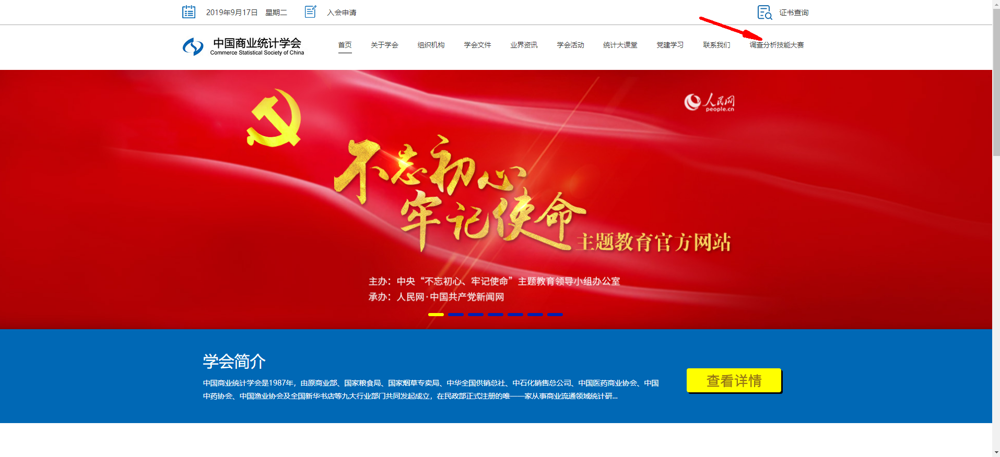 2019年9月17日 星期二 入会申请 证书查询
中国商业统计学会
Commerce Statistical Society of China
首页 关于学会 组织机构 学会文件 业界资讯 学会活动 统计大课堂 党建学习 联系我们 调查分析技能大赛
人民网
people.cn
不忘初心
牢记使命
主题教育官方网站
主办：中央“不忘初心、牢记使命”主题教育领导小组办公室
承办：人民网·中国共产党新闻网
学会简介
中国商业统计学会是1987年，由原商业部、国家粮食局、国家烟草专卖局、中华全国供销总社、中石化销售总公司、中国医药商业协会、中国
中药协会、中国渔业协会及全国新华书店等九大行业部门共同发起成立，在民政部正式注册的唯一一家从事商业流通领域统计研...
查看详情